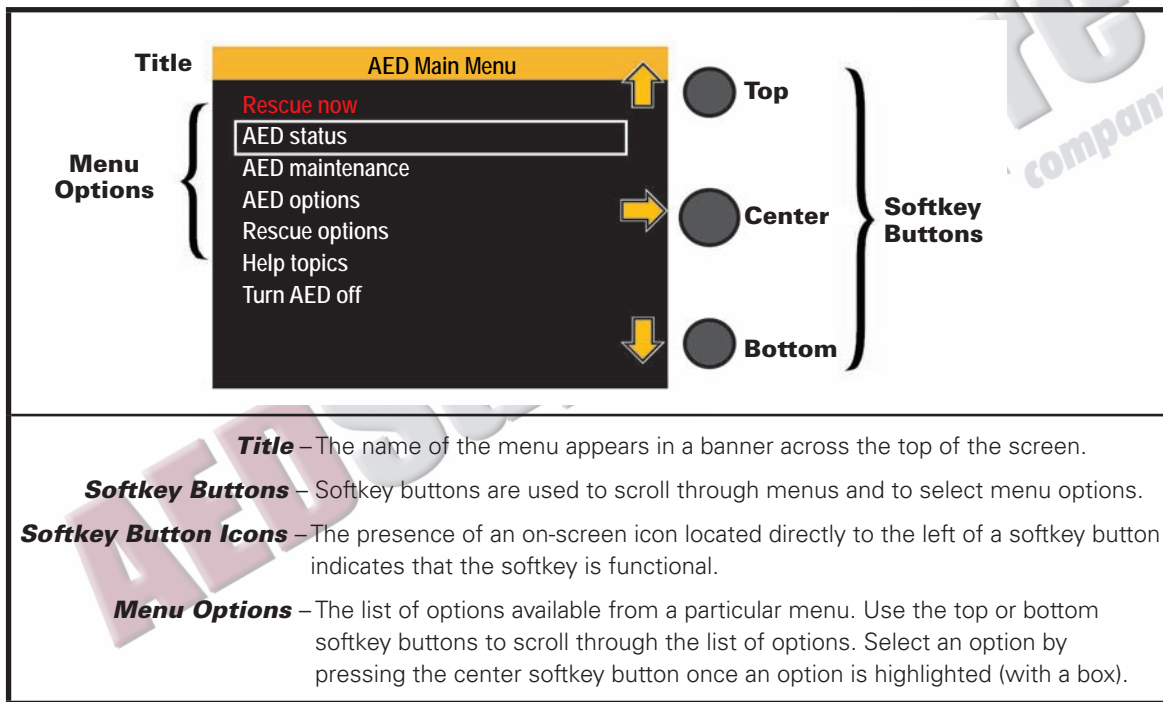 Title
AED Main Menu
Rescue now
AED status
AED maintenance
AED options
Rescue options
Help topics
Turn AED off
Menu
Options
Top
Center
Bottom
Softkey
Buttons
Title – The name of the menu appears in a banner across the top of the screen.
Softkey Buttons – Softkey buttons are used to scroll through menus and to select menu options.
Softkey Button Icons – The presence of an on-screen icon located directly to the left of a softkey button
indicates that the softkey is functional.
Menu Options – The list of options available from a particular menu. Use the top or bottom
softkey buttons to scroll through the list of options. Select an option by
pressing the center softkey button once an option is highlighted (with a box).
company